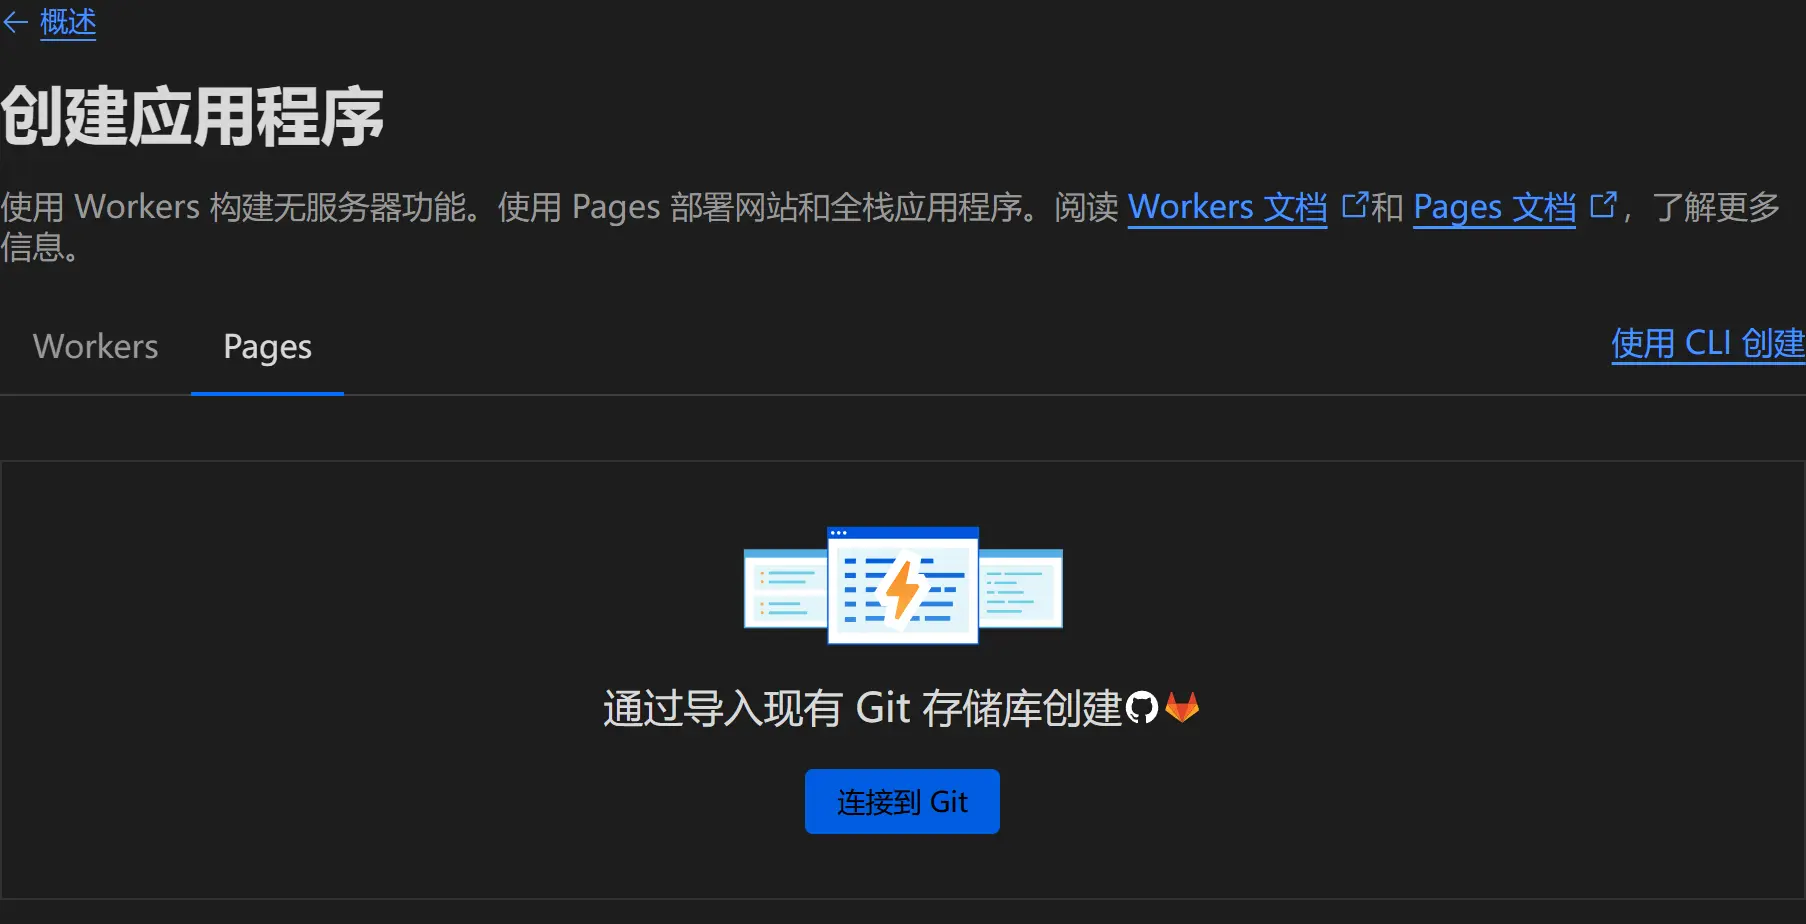 概述
创建应用程序
使用 Workers 构建无服务器功能。使用 Pages 部署网站和全栈应用程序。阅读 Workers 文档 和 Pages 文档 ，了解更多
信息。
Workers Pages 使用 CLI 创建
通过导入现有 Git 存储库创建
连接到 Git